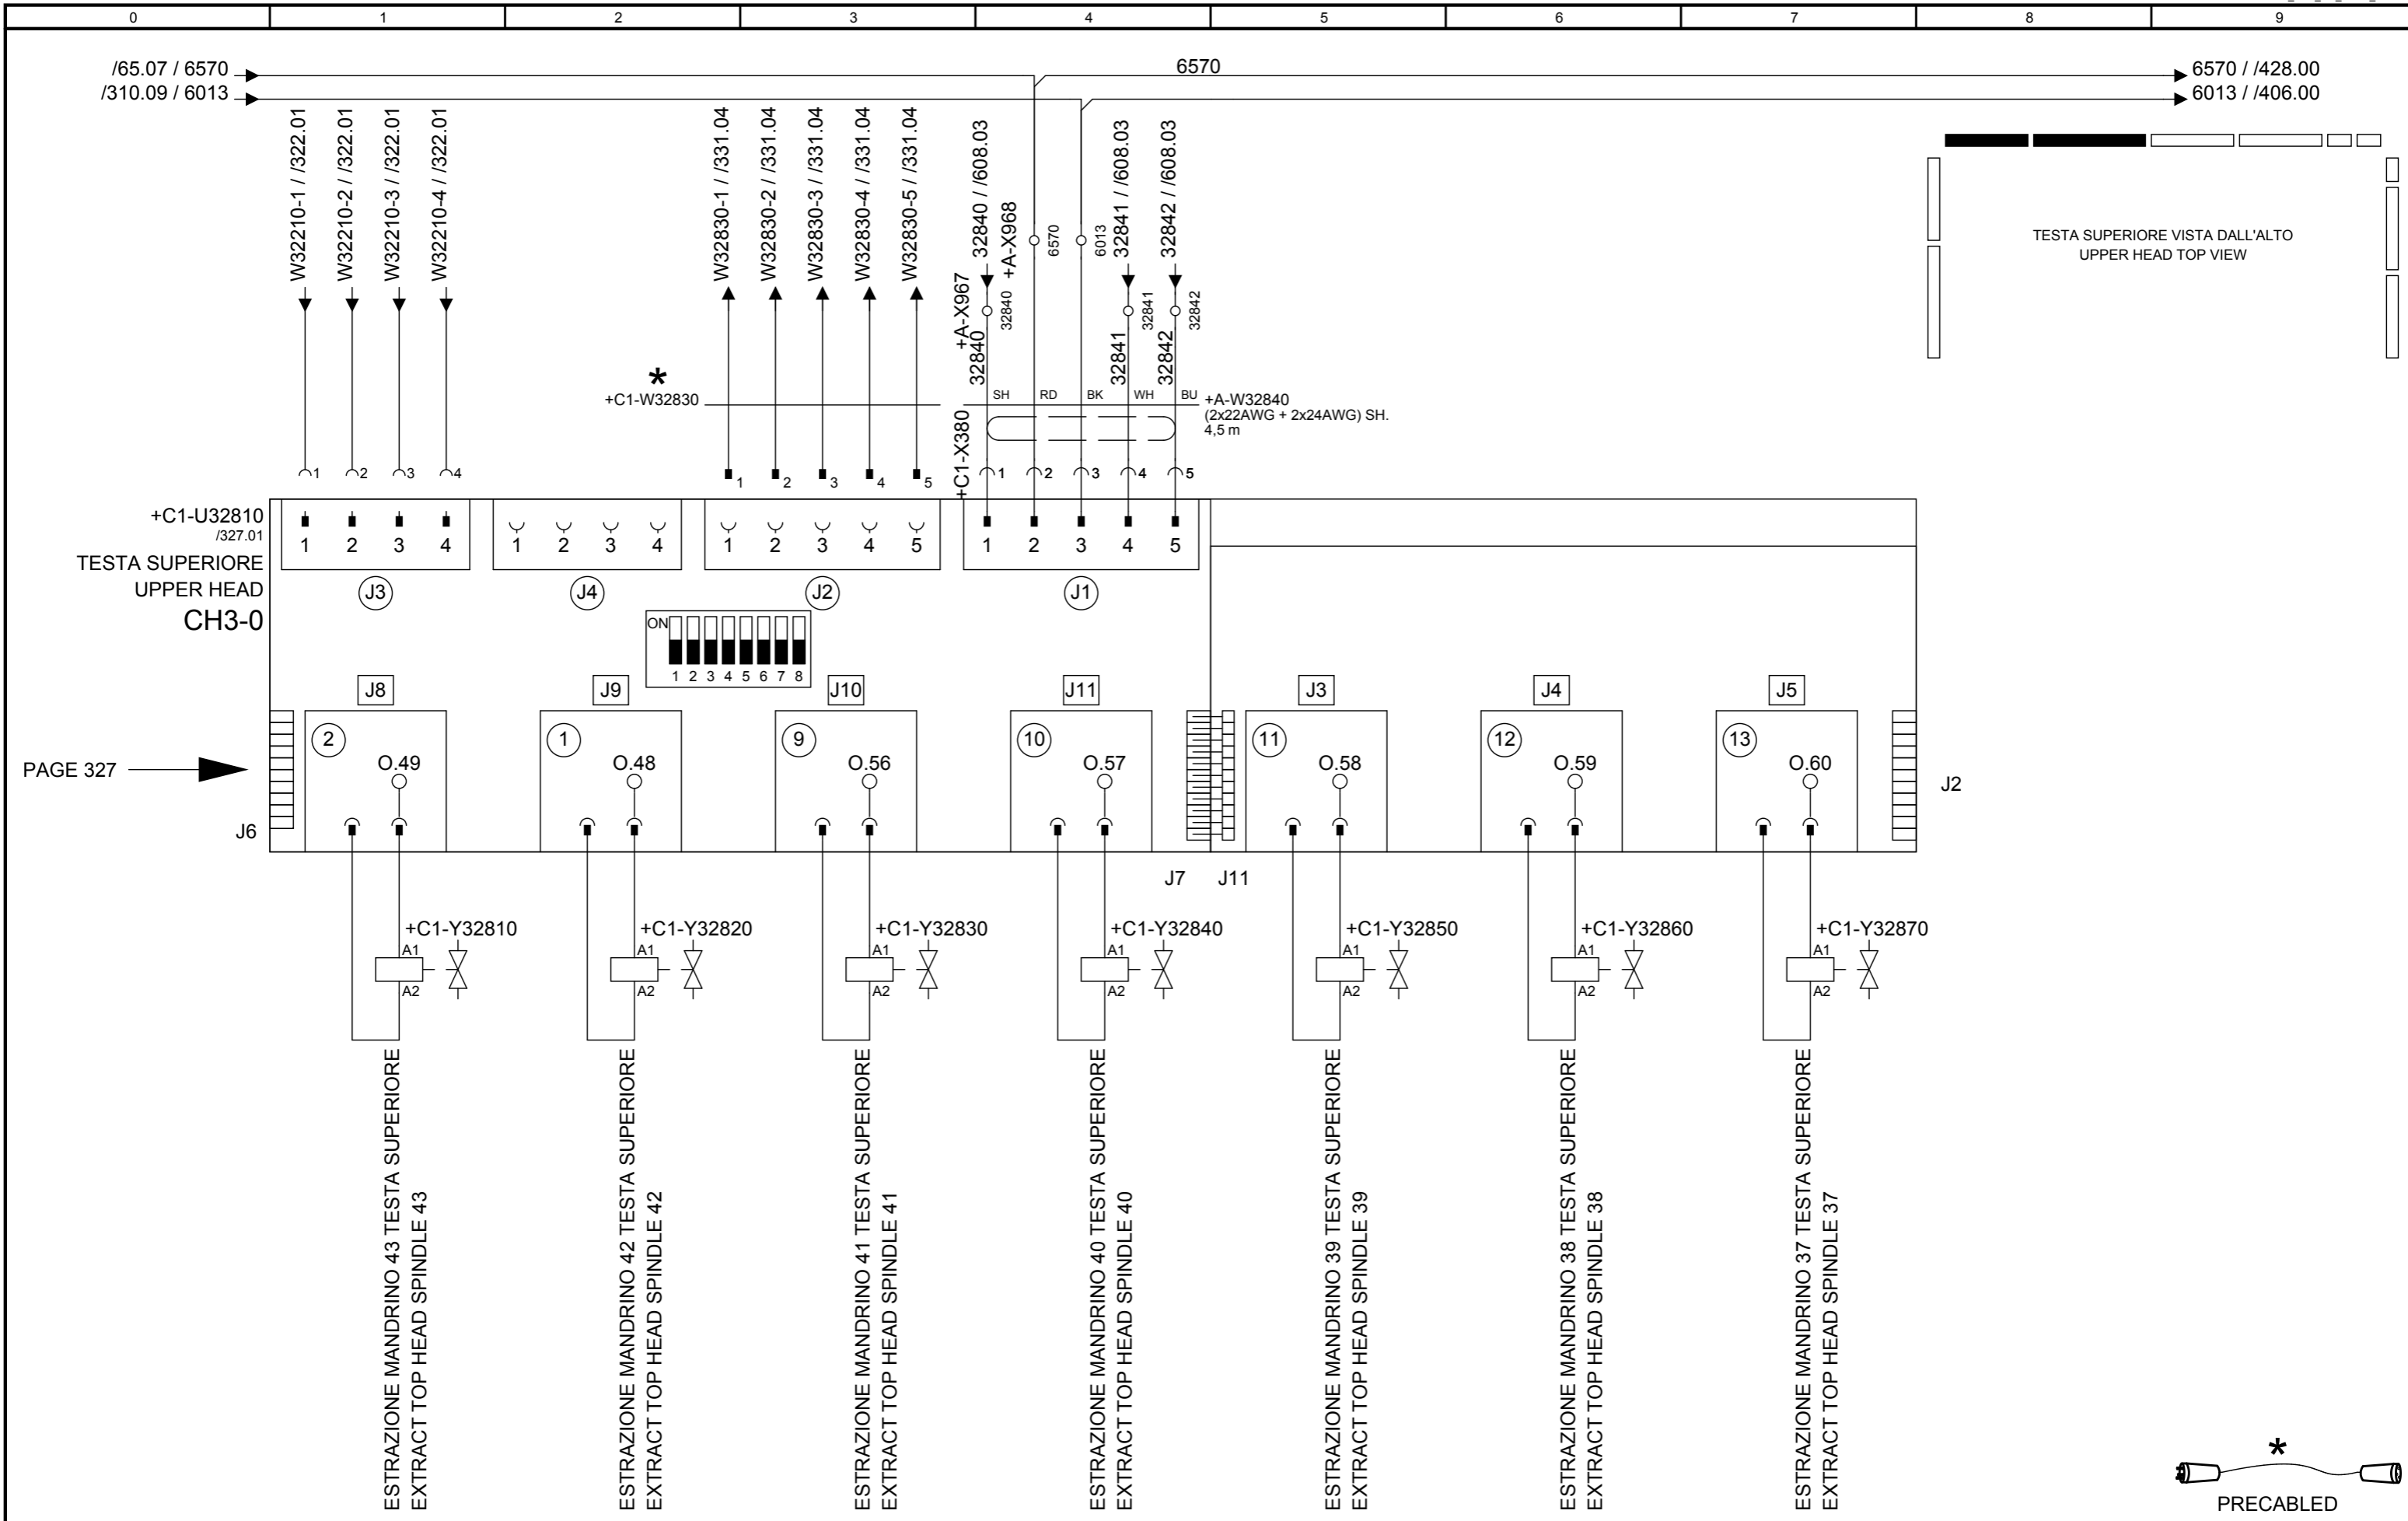 0 1 2 3 4 5 6 7 8 9
/65.07 / 6570
6570
6570 / /428.00
/310.09 / 6013
6013 / /406.00
W32210-1 / /322.01
W32210-2 / /322.01
W32210-3 / /322.01
W32210-4 / /322.01
W32830-1 / /331.04
W32830-2 / /331.04
W32830-3 / /331.04
W32830-4 / /331.04
W32830-5 / /331.04
32840 / /608.03
32841 / /608.03
32842 / /608.03
+A-X967
+A-X968
32840
6570
6013
32841
32842
32840
32841
32842
TESTA SUPERIORE VISTA DALL'ALTO
UPPER HEAD TOP VIEW
*
+C1-W32830
SH RD BK WH BU
+A-W32840
(2x22AWG + 2x24AWG) SH.
4,5 m
+C1-X380
1 2 3 4
1 2 3 4 5
1 2 3 4 5
+C1-U32810
/327.01
TESTA SUPERIORE
UPPER HEAD
CH3-0
1 2 3 4
1 2 3 4
1 2 3 4 5
1 2 3 4 5
J3 J4 J2 J1
ON
1 2 3 4 5 6 7 8
J8 J9 J10 J11 J3 J4 J5
2 1 9 10 11 12 13
O.49 O.48 O.56 O.57 O.58 O.59 O.60
PAGE 327
J6
J2
J7 J11
+C1-Y32810
A1
A2
+C1-Y32820
A1
A2
+C1-Y32830
A1
A2
+C1-Y32840
A1
A2
+C1-Y32850
A1
A2
+C1-Y32860
A1
A2
+C1-Y32870
A1
A2
ESTRAZIONE MANDRINO 43 TESTA SUPERIORE
EXTRACT TOP HEAD SPINDLE 43
ESTRAZIONE MANDRINO 42 TESTA SUPERIORE
EXTRACT TOP HEAD SPINDLE 42
ESTRAZIONE MANDRINO 41 TESTA SUPERIORE
EXTRACT TOP HEAD SPINDLE 41
ESTRAZIONE MANDRINO 40 TESTA SUPERIORE
EXTRACT TOP HEAD SPINDLE 40
ESTRAZIONE MANDRINO 39 TESTA SUPERIORE
EXTRACT TOP HEAD SPINDLE 39
ESTRAZIONE MANDRINO 38 TESTA SUPERIORE
EXTRACT TOP HEAD SPINDLE 38
ESTRAZIONE MANDRINO 37 TESTA SUPERIORE
EXTRACT TOP HEAD SPINDLE 37
*
PRECABLED